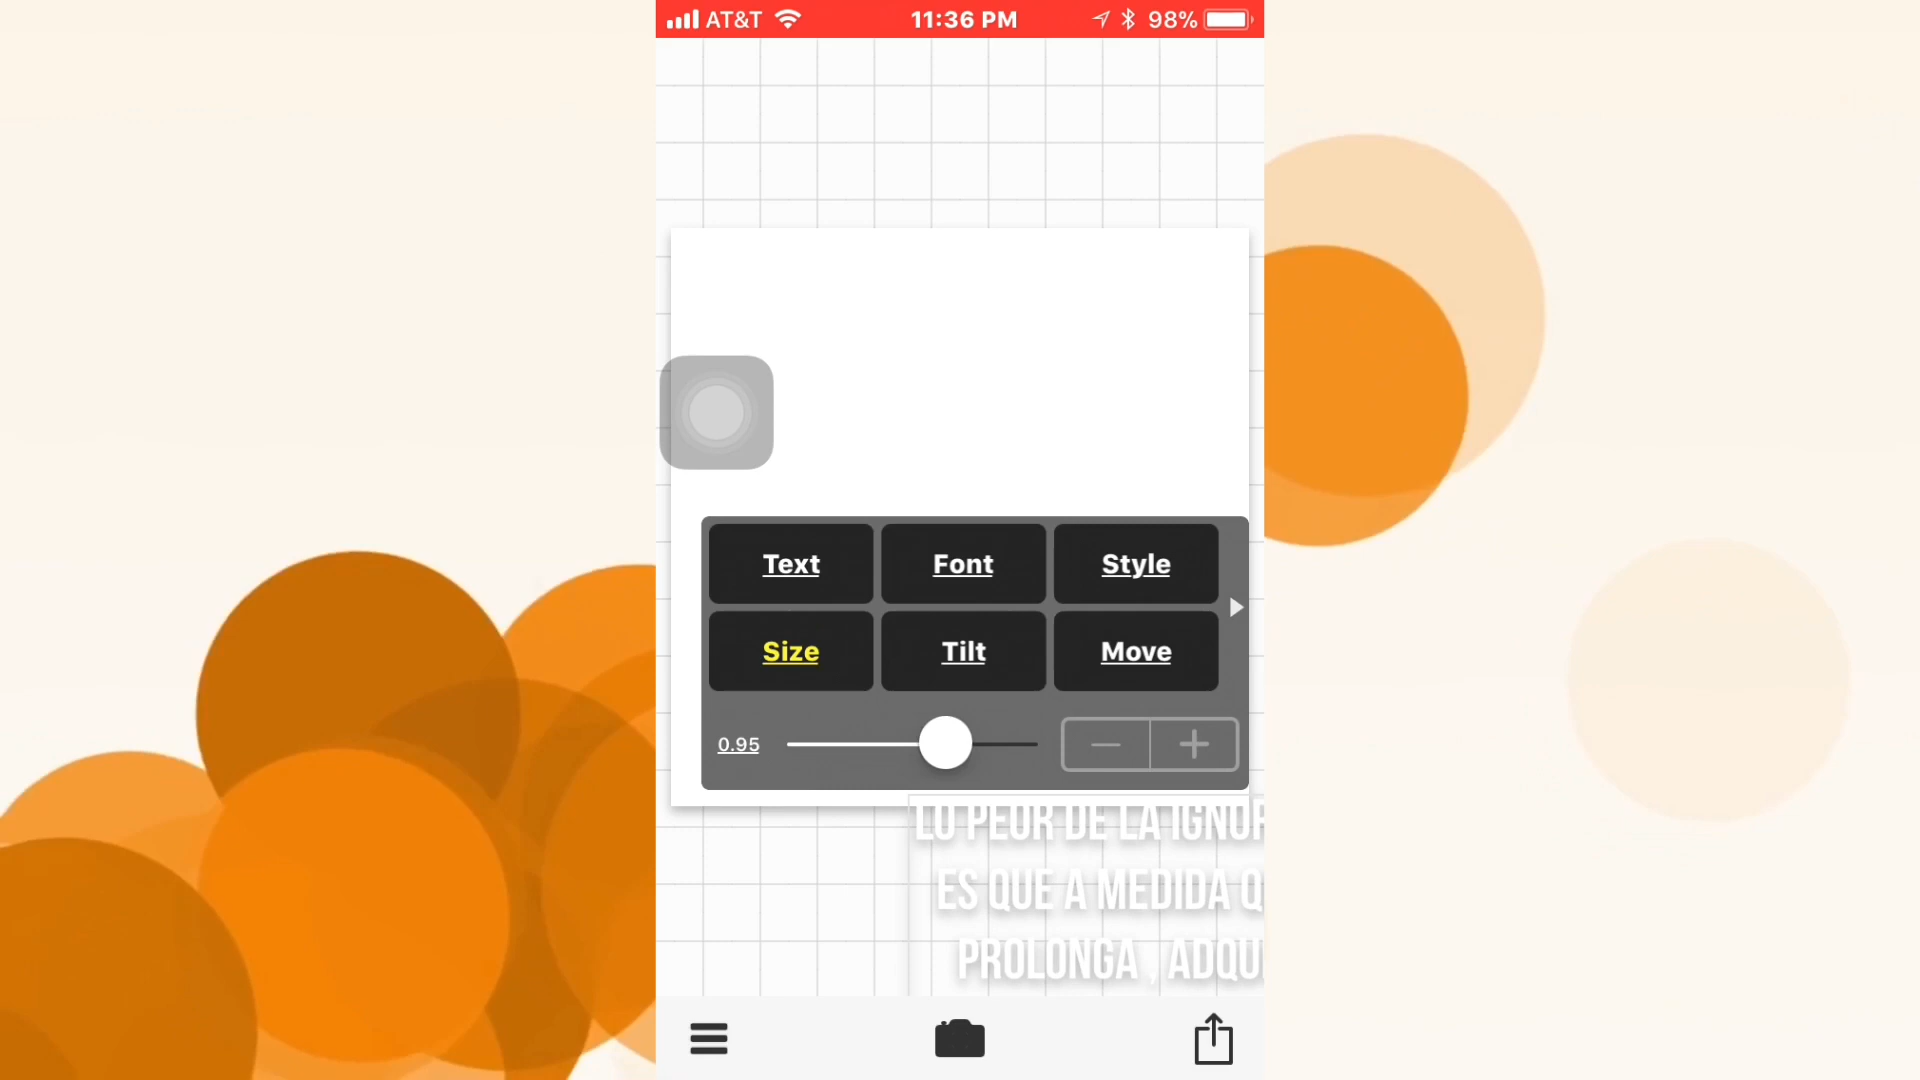 AT&T 11:36 PM 98%
Text Font Style
Size Tilt Move
0.95
LO PEUR DE LA
ES QUE A MEDIDA
PROLONGA ,